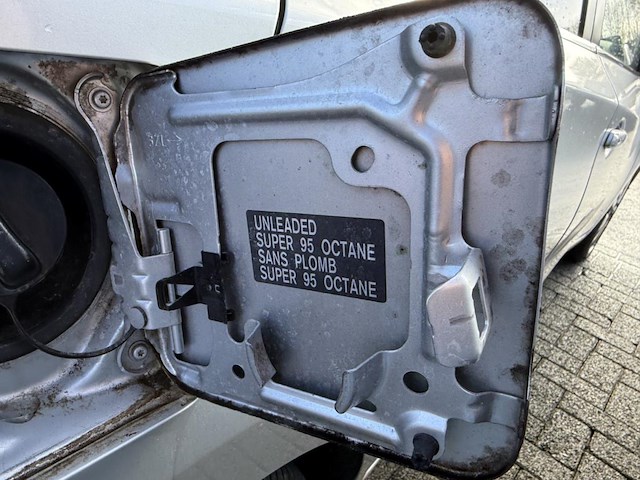 UNLEADED
SUPER 95 OCTANE
SANS PLOMB
SUPER 95 OCTANE